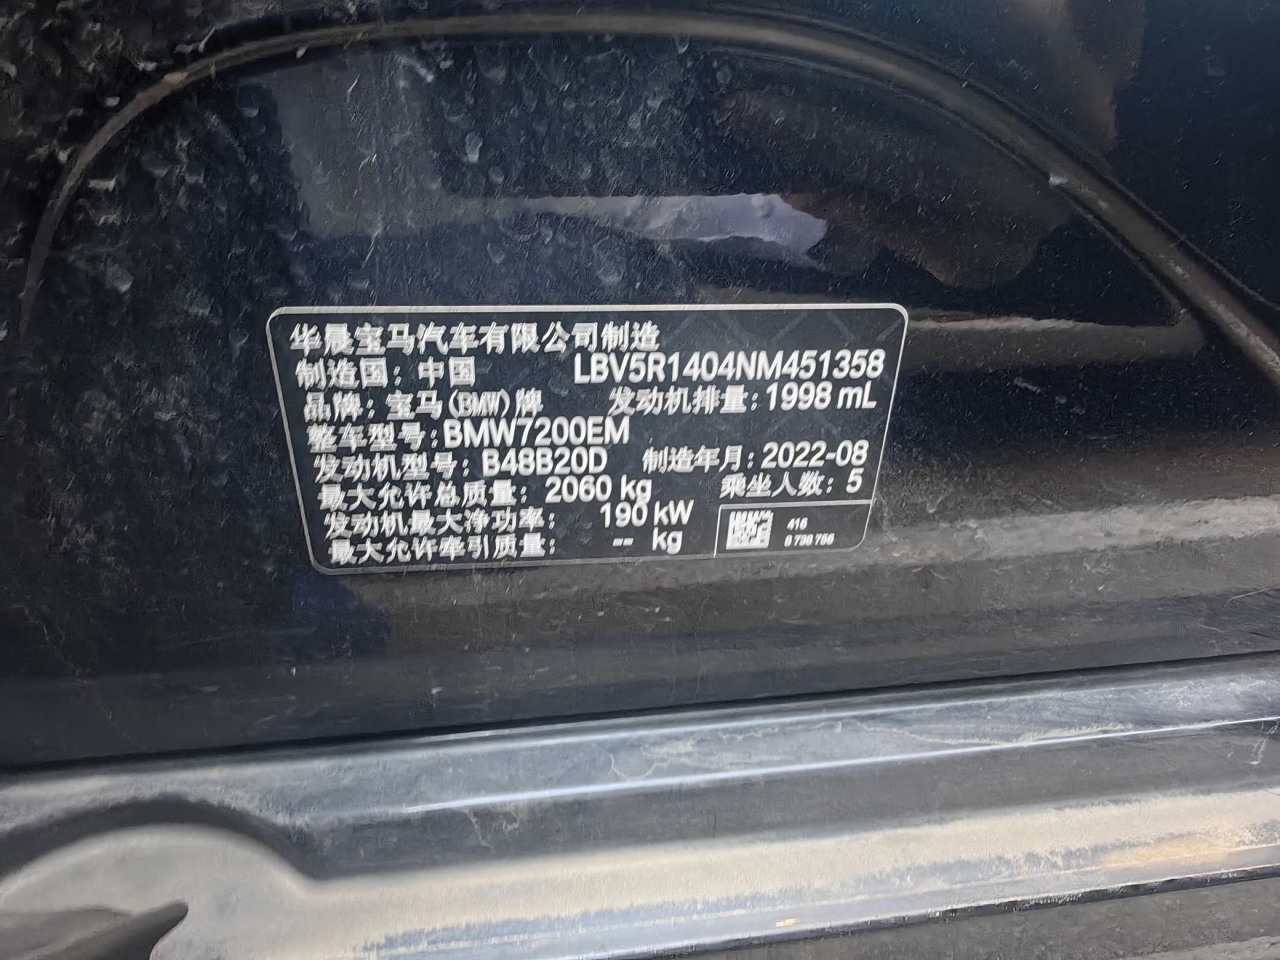 华晨宝马汽车有限公司制造
制造国：中国 LBV5R1404NM451358
品牌：宝马(BMW)牌 发动机排量：1998 mL
整车型号：BMW7200EM
发动机型号：B48B20D 制造年月：2022-08
最大允许总质量：2060 kg 乘坐人数：5
发动机最大净功率：190 kW
最大允许牵引质量：-- kg
416